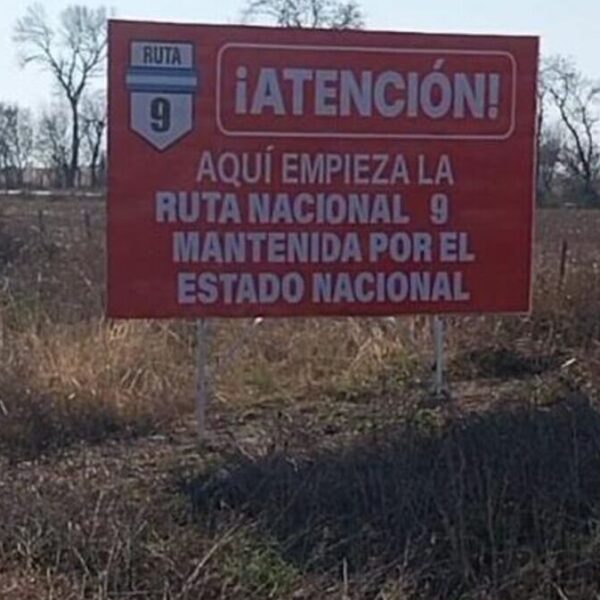 RUTA
9
¡ATENCIÓN!
AQUÍ EMPIEZA LA
RUTA NACIONAL 9
MANTENIDA POR EL
ESTADO NACIONAL